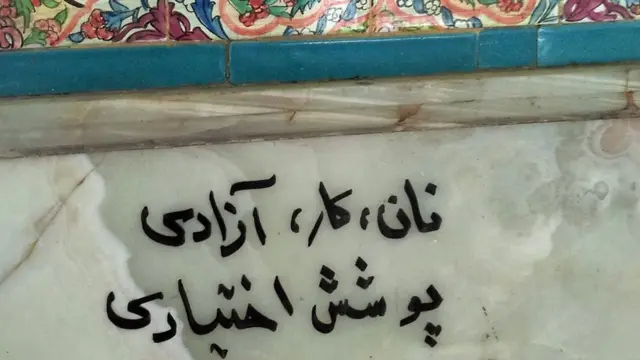 نان، کار، آزادی
پوشش اختیاری